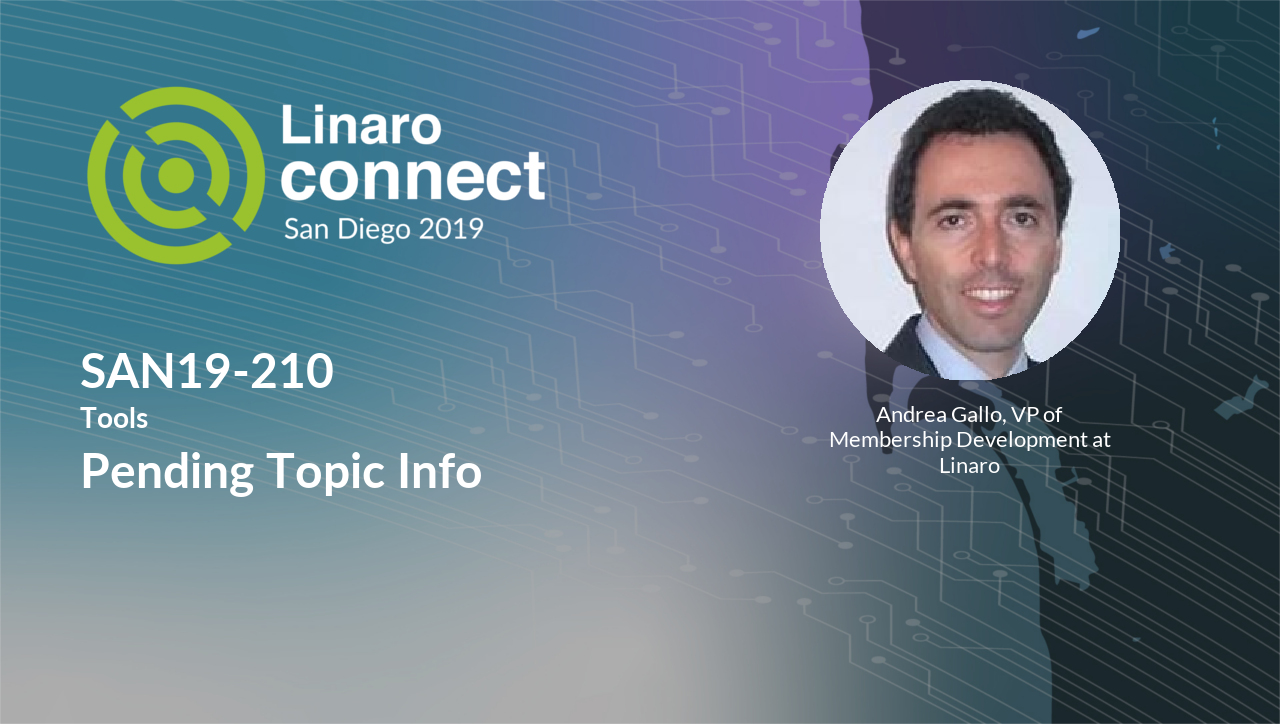 Linaro
connect
San Diego 2019
SAN19-210
Tools
Pending Topic Info
Andrea Gallo, VP of
Membership Development at
Linaro